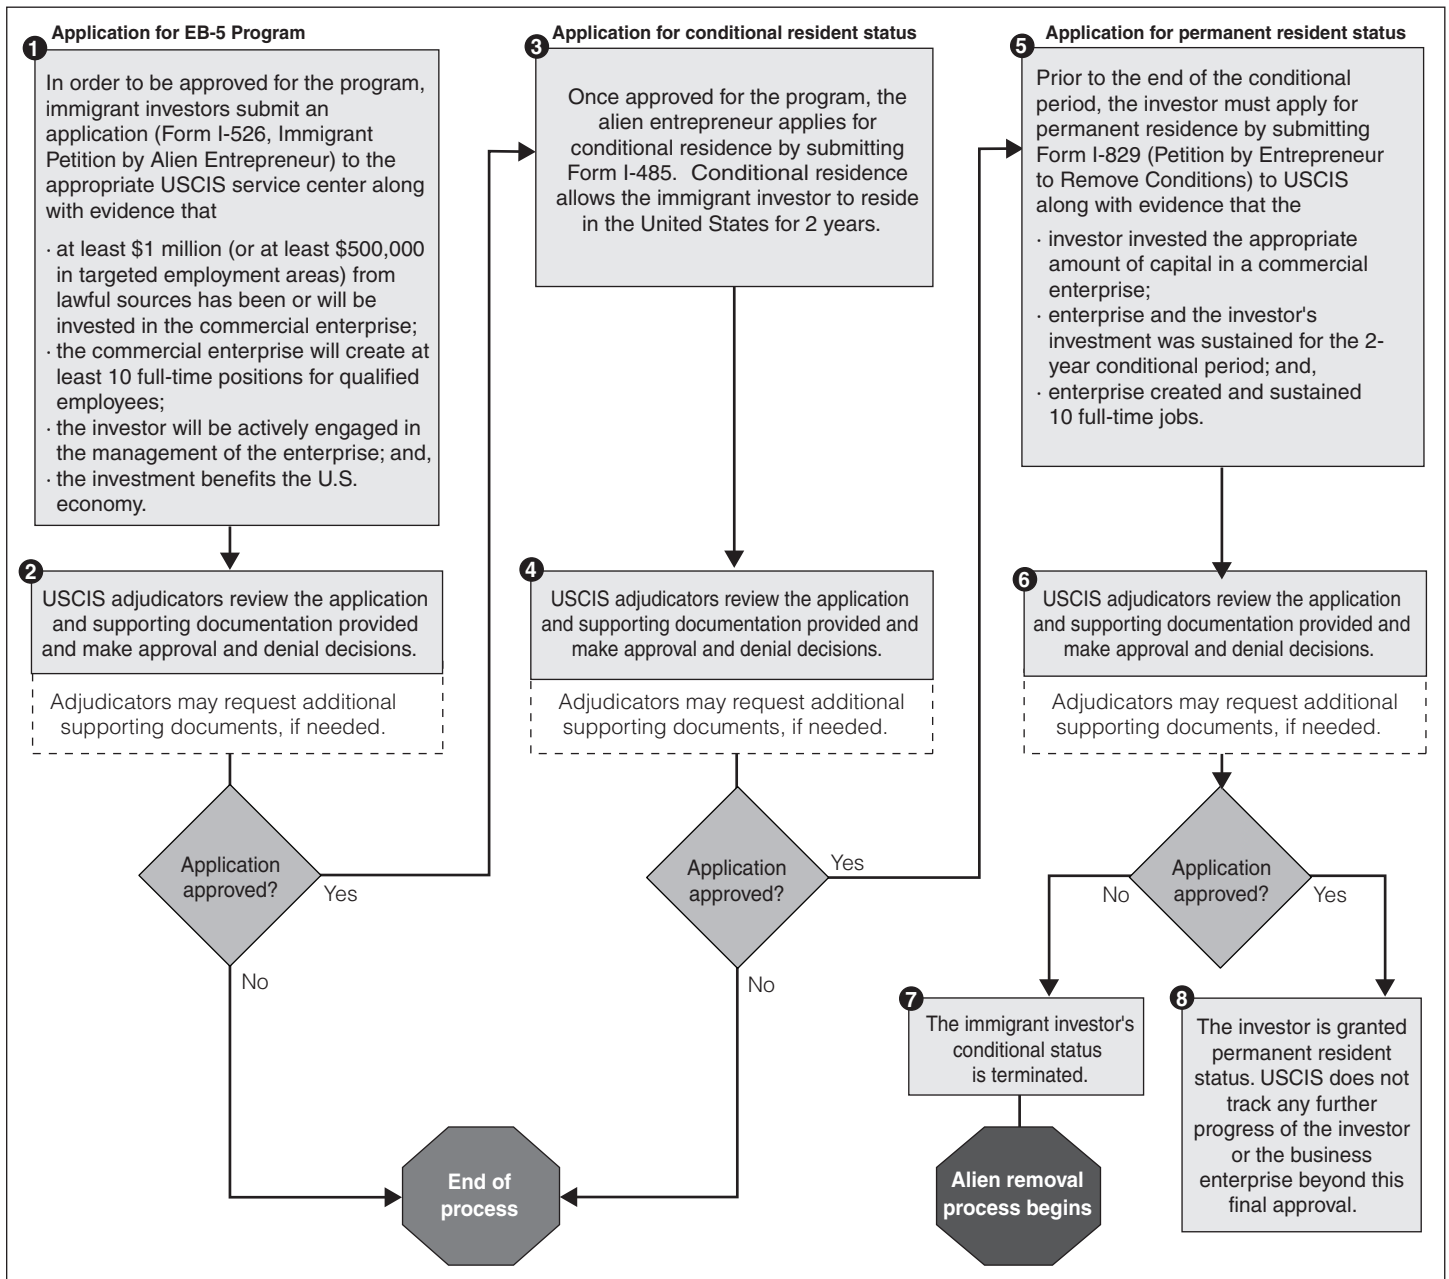 Application for EB-5 Program
1
In order to be approved for the program,
immigrant investors submit an
application (Form I-526, Immigrant
Petition by Alien Entrepreneur) to the
appropriate USCIS service center along
with evidence that
· at least $1 million (or at least $500,000
in targeted employment areas) from
lawful sources has been or will be
invested in the commercial enterprise;
· the commercial enterprise will create at
least 10 full-time positions for qualified
employees;
· the investor will be actively engaged in
the management of the enterprise; and,
· the investment benefits the U.S.
economy.
2
USCIS adjudicators review the application
and supporting documentation provided
and make approval and denial decisions.
Adjudicators may request additional
supporting documents, if needed.
Application
approved?
Yes
No
Application for conditional resident status
3
Once approved for the program, the
alien entrepreneur applies for
conditional residence by submitting
Form I-485. Conditional residence
allows the immigrant investor to reside
in the United States for 2 years.
4
USCIS adjudicators review the application
and supporting documentation provided and
make approval and denial decisions.
Adjudicators may request additional
supporting documents, if needed.
Application
approved?
Yes
No
End of
process
Application for permanent resident status
5
Prior to the end of the conditional
period, the investor must apply for
permanent residence by submitting
Form I-829 (Petition by Entrepreneur
to Remove Conditions) to USCIS
along with evidence that the
· investor invested the appropriate
amount of capital in a commercial
enterprise;
· enterprise and the investor's
investment was sustained for the 2-
year conditional period; and,
· enterprise created and sustained
10 full-time jobs.
6
USCIS adjudicators review the application
and supporting documentation provided and
make approval and denial decisions.
Adjudicators may request additional
supporting documents, if needed.
Application
approved?
No
Yes
7
The immigrant investor's
conditional status
is terminated.
Alien removal
process begins
8
The investor is granted
permanent resident
status. USCIS does not
track any further
progress of the investor
or the business
enterprise beyond this
final approval.